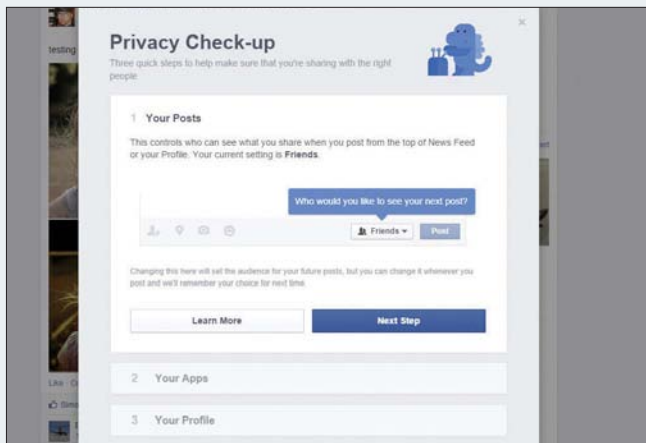 testing
Privacy Check-up
Three quick steps to help make sure that you're sharing with the right
people.
1 Your Posts
This controls who can see what you share when you post from the top of News Feed
or your Profile. Your current setting is Friends.
Who would you like to see your next post?
Friends
Post
Changing this here will set the audience for your future posts, but you can change it whenever you
post and we'll remember your choice for next time.
Learn More
Next Step
2 Your Apps
Like
3 Your Profile